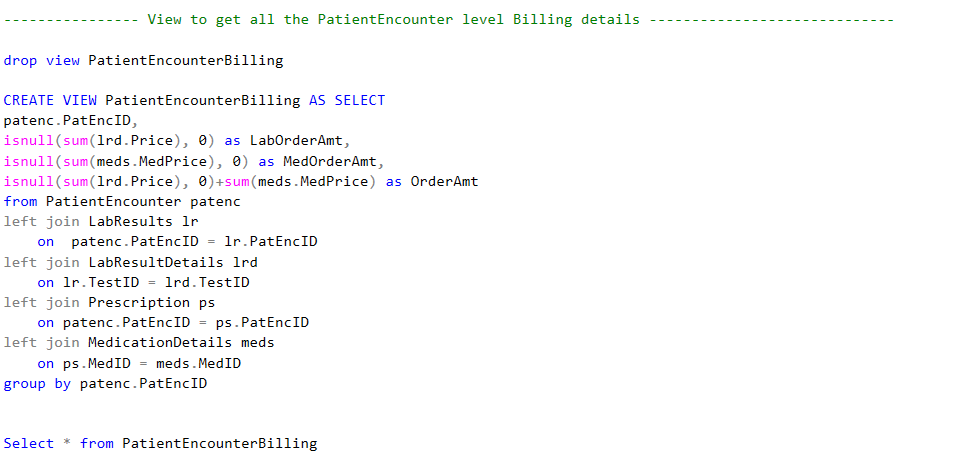 ---------------- View to get all the PatientEncounter level Billing details -----------------------------
drop view PatientEncounterBilling
CREATE VIEW PatientEncounterBilling AS SELECT
patenc.PatEncID,
isnull(sum(lrd.Price), 0) as LabOrderAmt,
isnull(sum(meds.MedPrice), 0) as MedOrderAmt,
isnull(sum(lrd.Price), 0)+sum(meds.MedPrice) as OrderAmt
from PatientEncounter patenc
left join LabResults lr
on  patenc.PatEncID = lr.PatEncID
left join LabResultDetails lrd
on lr.TestID = lrd.TestID
left join Prescription ps
on patenc.PatEncID = ps.PatEncID
left join MedicationDetails meds
on ps.MedID = meds.MedID
group by patenc.PatEncID
Select * from PatientEncounterBilling